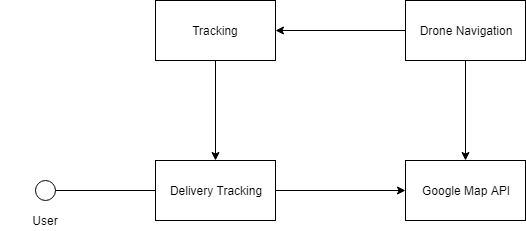 Tracking
Drone Navigation
Delivery Tracking
Google Map API
User